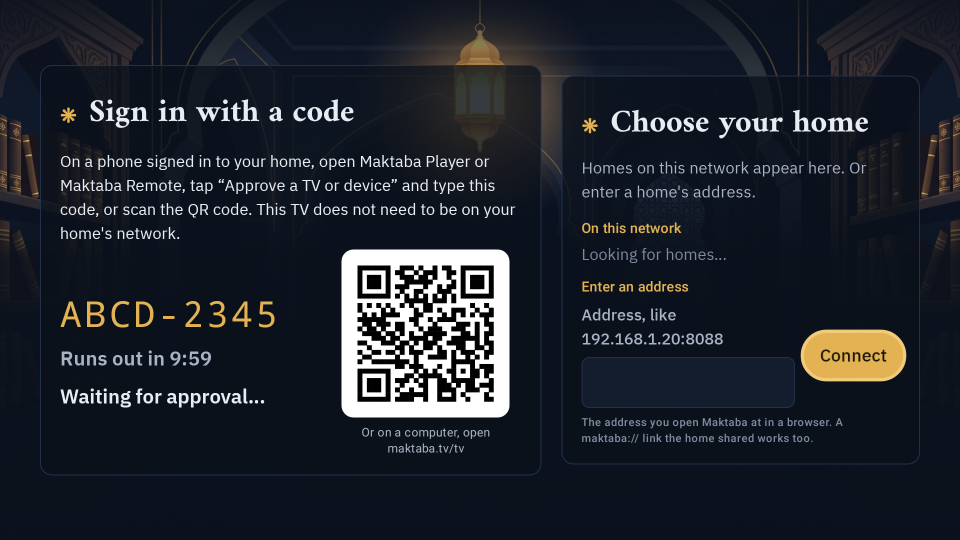 Sign in with a code
On a phone signed in to your home, open Maktaba Player or
Maktaba Remote, tap “Approve a TV or device” and type this
code, or scan the QR code. This TV does not need to be on your
home's network.
ABCD-2345
Runs out in 9:59
Waiting for approval...
Or on a computer, open
maktaba.tv/tv
Choose your home
Homes on this network appear here. Or
enter a home's address.
On this network
Looking for homes...
Enter an address
Address, like
192.168.1.20:8088
Connect
The address you open Maktaba at in a browser. A
maktaba:// link the home shared works too.